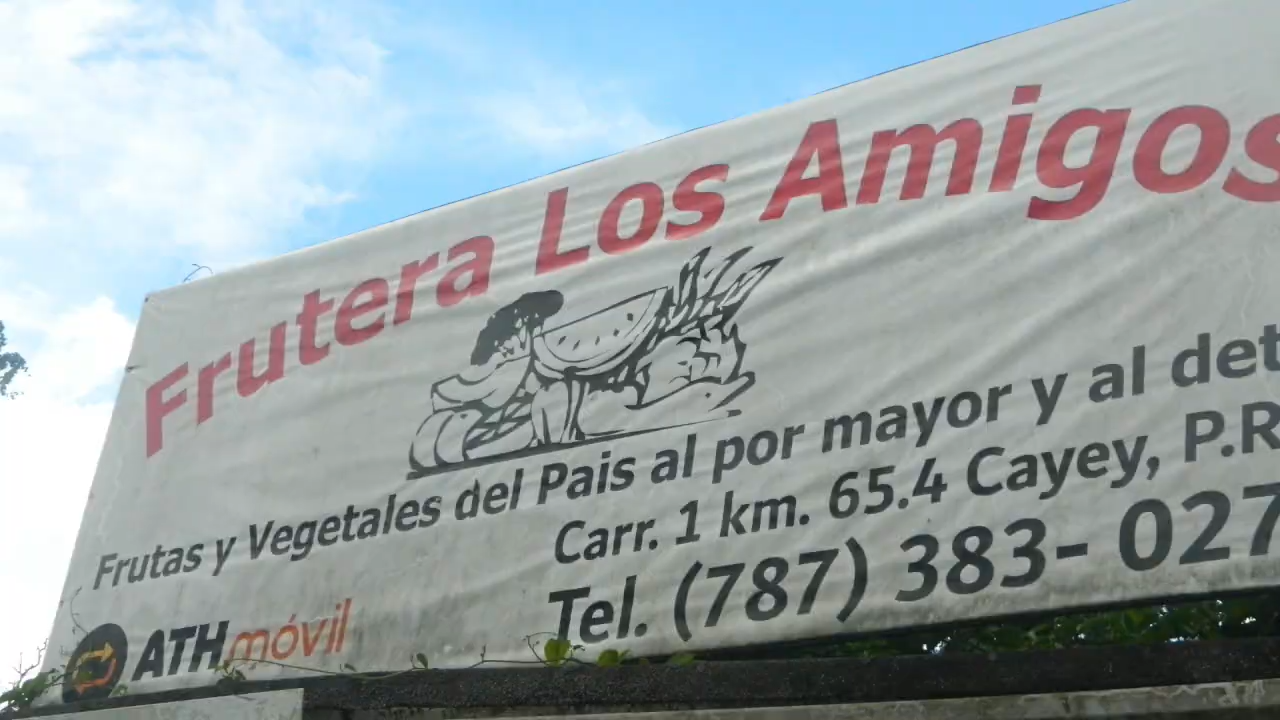 Frutera Los Amigos
Frutas y Vegetales del Pais al por mayor y al det
Carr. 1 km. 65.4 Cayey, P.R
Tel. (787) 383- 027
ATH móvil